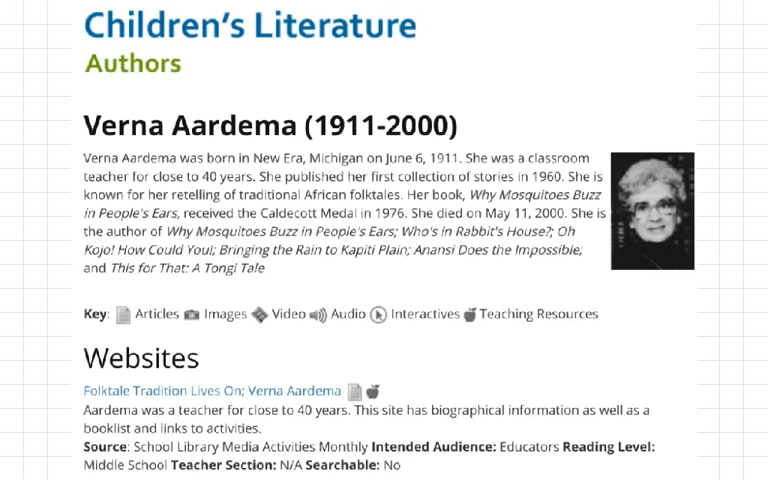 Children's Literature
Authors
Verna Aardema (1911-2000)
Verna Aardema was born in New Era, Michigan on June 6, 1911. She was a classroom
teacher for close to 40 years. She published her first collection of stories in 1960. She is
known for her retelling of traditional African folktales. Her book, Why Mosquitoes Buzz
in People's Ears, received the Caldecott Medal in 1976. She died on May 11, 2000. She is
the author of Why Mosquitoes Buzz in People's Ears; Who's in Rabbit's House?; Oh
Kojo! How Could You!; Bringing the Rain to Kapiti Plain; Anansi Does the Impossible;
and This for That: A Tongi Tale
Key: Articles Images Video Audio Interactives Teaching Resources
Websites
Folktale Tradition Lives On; Verna Aardema
Aardema was a teacher for close to 40 years. This site has biographical information as well as a
booklist and links to activities.
Source: School Library Media Activities Monthly Intended Audience: Educators Reading Level:
Middle School Teacher Section: N/A Searchable: No